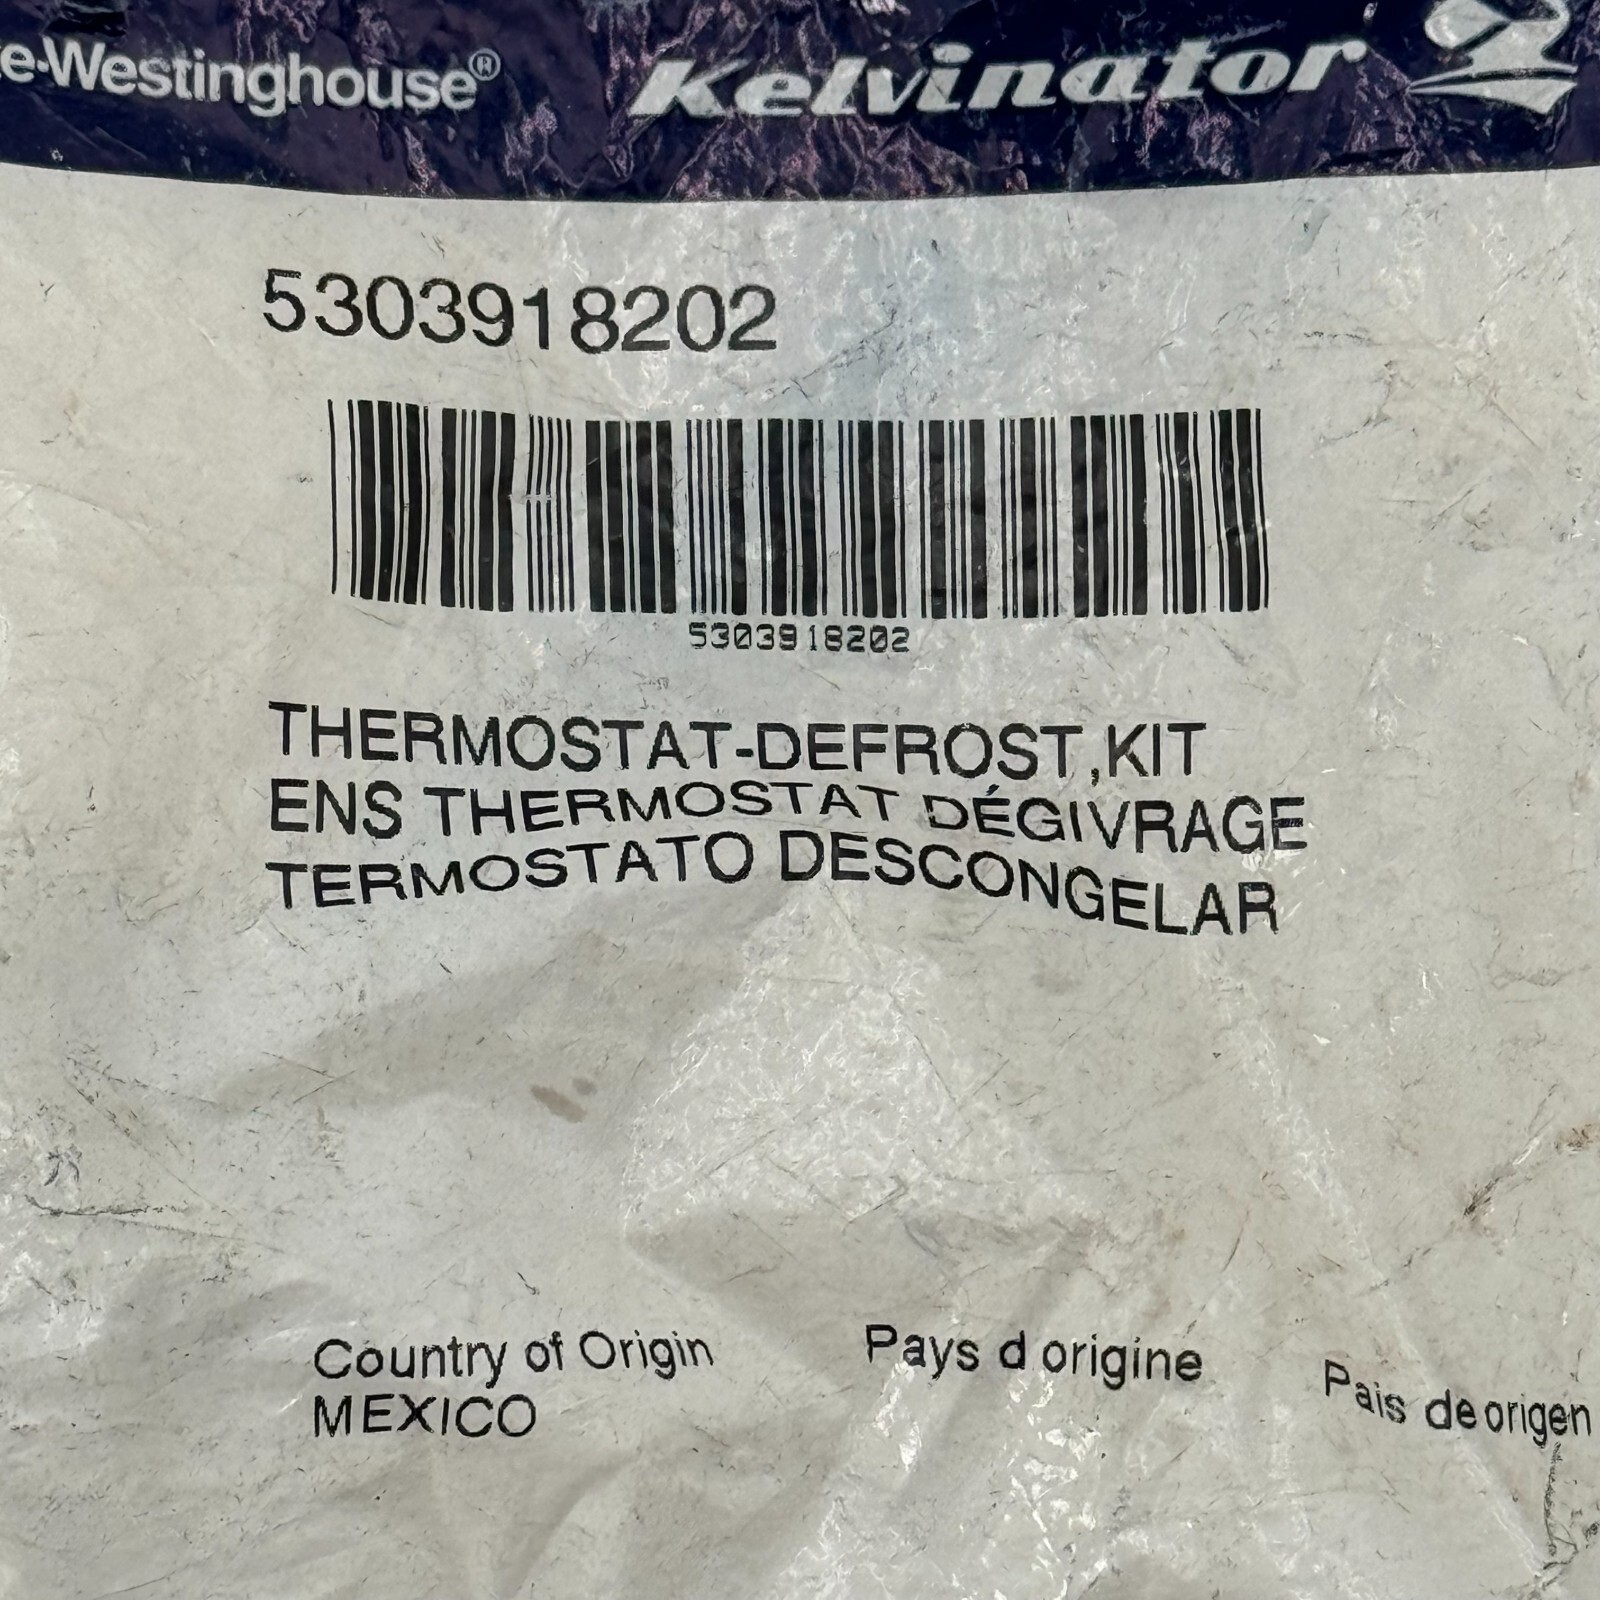 e-Westinghouse® Kelvinator
5303918202
5303918202
THERMOSTAT-DEFROST,KIT
ENS THERMOSTAT DÉGIVRAGE
TERMOSTATO DESCONGELAR
Country of Origin Pays d origine Pais de origen
MEXICO